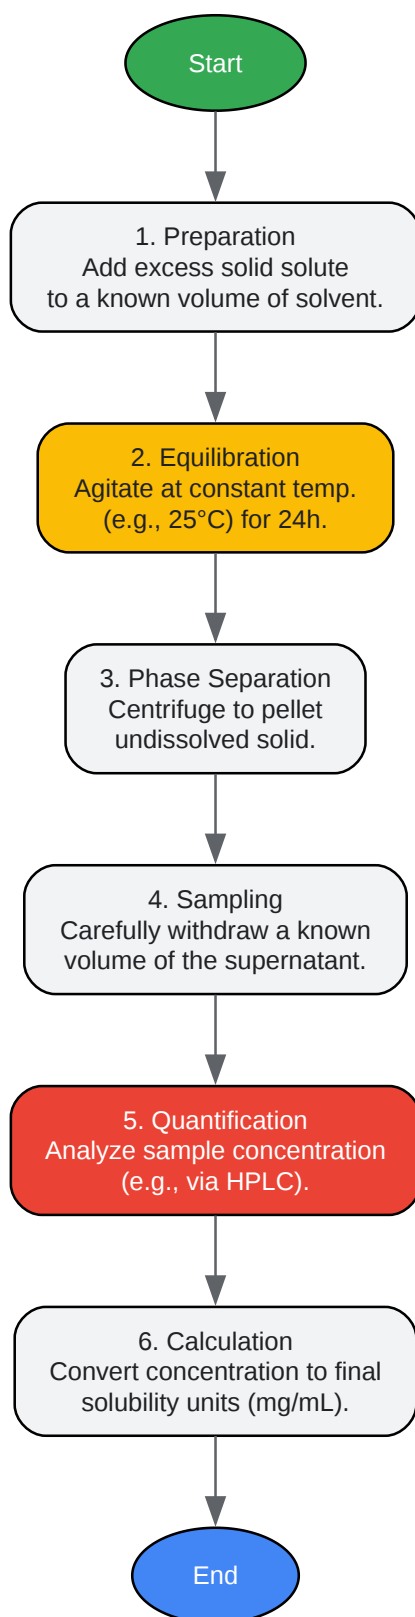 Start
1. Preparation
Add excess solid solute
to a known volume of solvent.
2. Equilibration
Agitate at constant temp.
(e.g., 25°C) for 24h.
3. Phase Separation
Centrifuge to pellet
undissolved solid.
4. Sampling
Carefully withdraw a known
volume of the supernatant.
5. Quantification
Analyze sample concentration
(e.g., via HPLC).
6. Calculation
Convert concentration to final
solubility units (mg/mL).
End